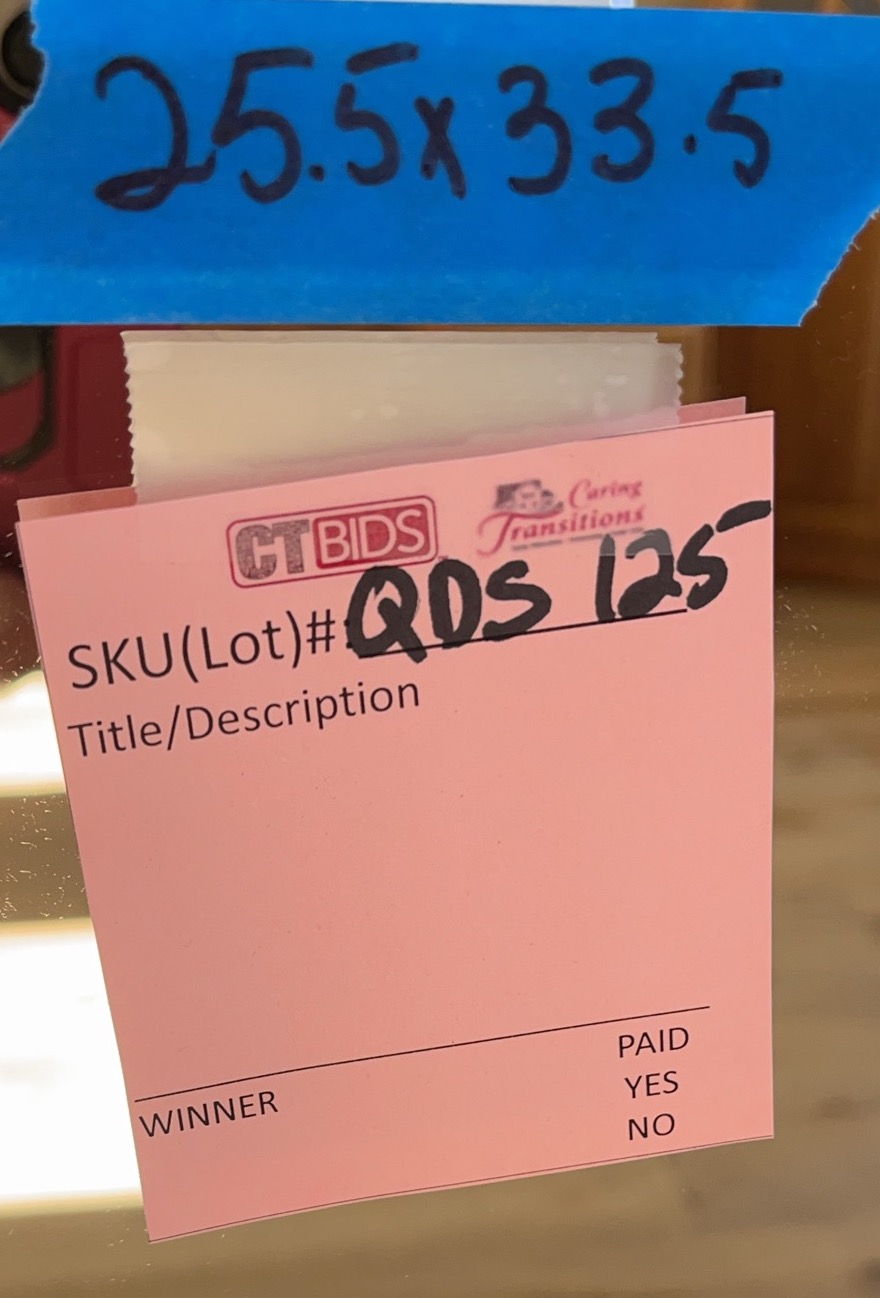 25.5x33.5
CTBIDS
Caring
Transitions
SKU(Lot)#: QDS 125
Title/Description
PAID
WINNER
YES
NO